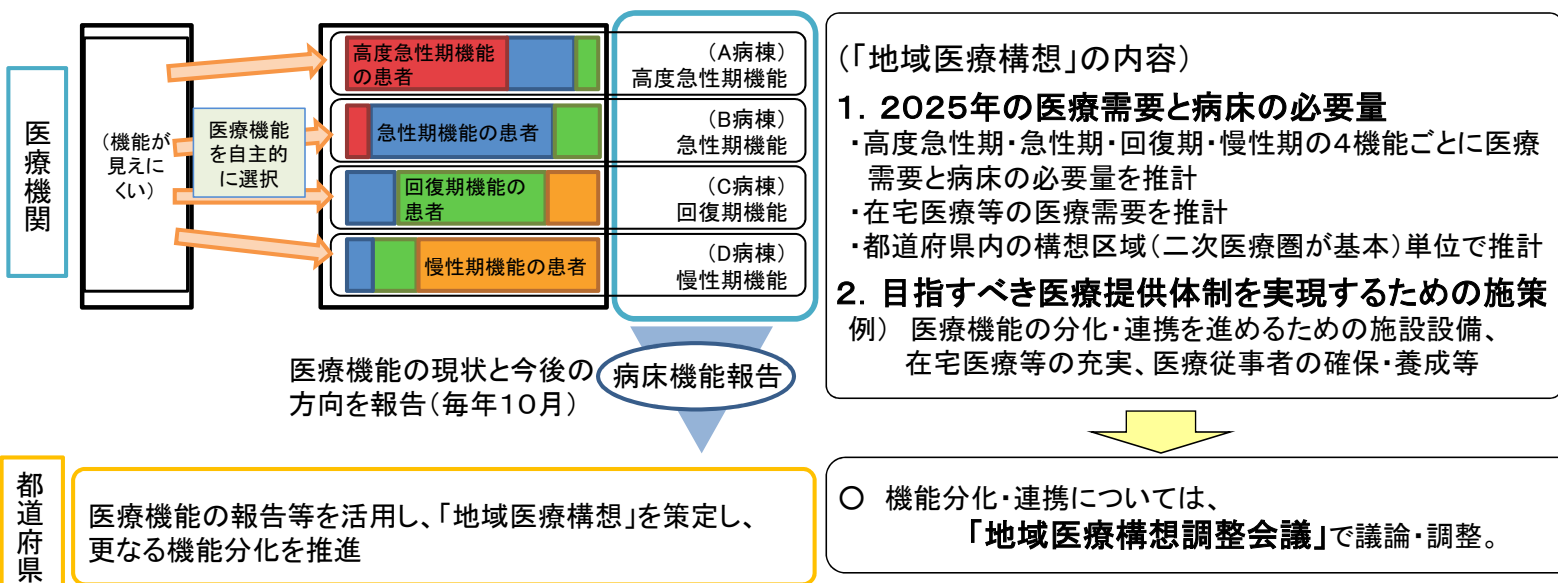 医療機関
(機能が
見えに
くい)
医療機能
を自主的
に選択
高度急性期機能
の患者
(A病棟)
高度急性期機能
急性期機能の患者
(B病棟)
急性期機能
回復期機能の
患者
(C病棟)
回復期機能
慢性期機能の患者
(D病棟)
慢性期機能
医療機能の現状と今後の
方向を報告(毎年10月)
病床機能報告
都道府県
医療機能の報告等を活用し、「地域医療構想」を策定し、
更なる機能分化を推進
(「地域医療構想」の内容)
1. 2025年の医療需要と病床の必要量
・高度急性期・急性期・回復期・慢性期の4機能ごとに医療
需要と病床の必要量を推計
・在宅医療等の医療需要を推計
・都道府県内の構想区域(二次医療圏が基本)単位で推計
2. 目指すべき医療提供体制を実現するための施策
例) 医療機能の分化・連携を進めるための施設設備、
在宅医療等の充実、医療従事者の確保・養成等
○ 機能分化・連携については、
「地域医療構想調整会議」で議論・調整。